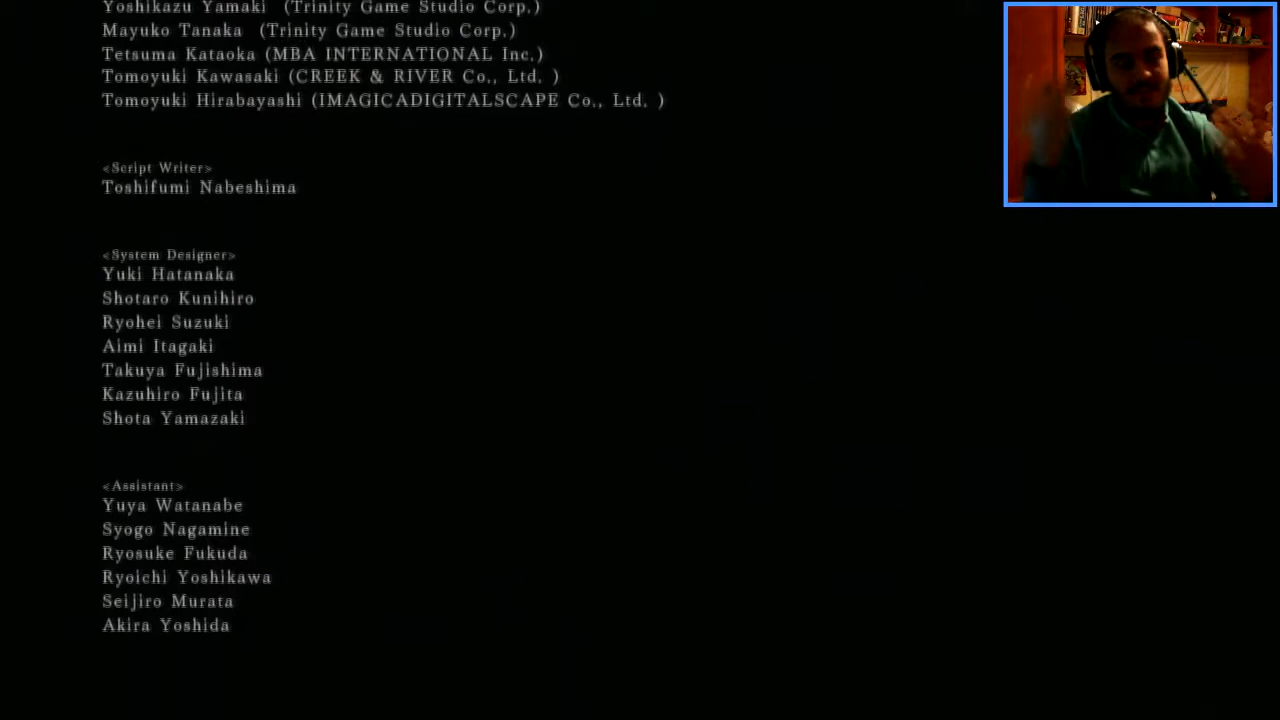 Yoshikazu Yamaki (Trinity Game Studio Corp.)
Mayuko Tanaka (Trinity Game Studio Corp.)
Tetsuma Kataoka (MBA INTERNATIONAL Inc.)
Tomoyuki Kawasaki (CREEK & RIVER Co., Ltd. )
Tomoyuki Hirabayashi (IMAGICADIGITALSCAPE Co., Ltd. )
<Script Writer>
Toshifumi Nabeshima
<System Designer>
Yuki Hatanaka
Shotaro Kunihiro
Ryohei Suzuki
Aimi Itagaki
Takuya Fujishima
Kazuhiro Fujita
Shota Yamazaki
<Assistant>
Yuya Watanabe
Syogo Nagamine
Ryosuke Fukuda
Ryoichi Yoshikawa
Seijiro Murata
Akira Yoshida